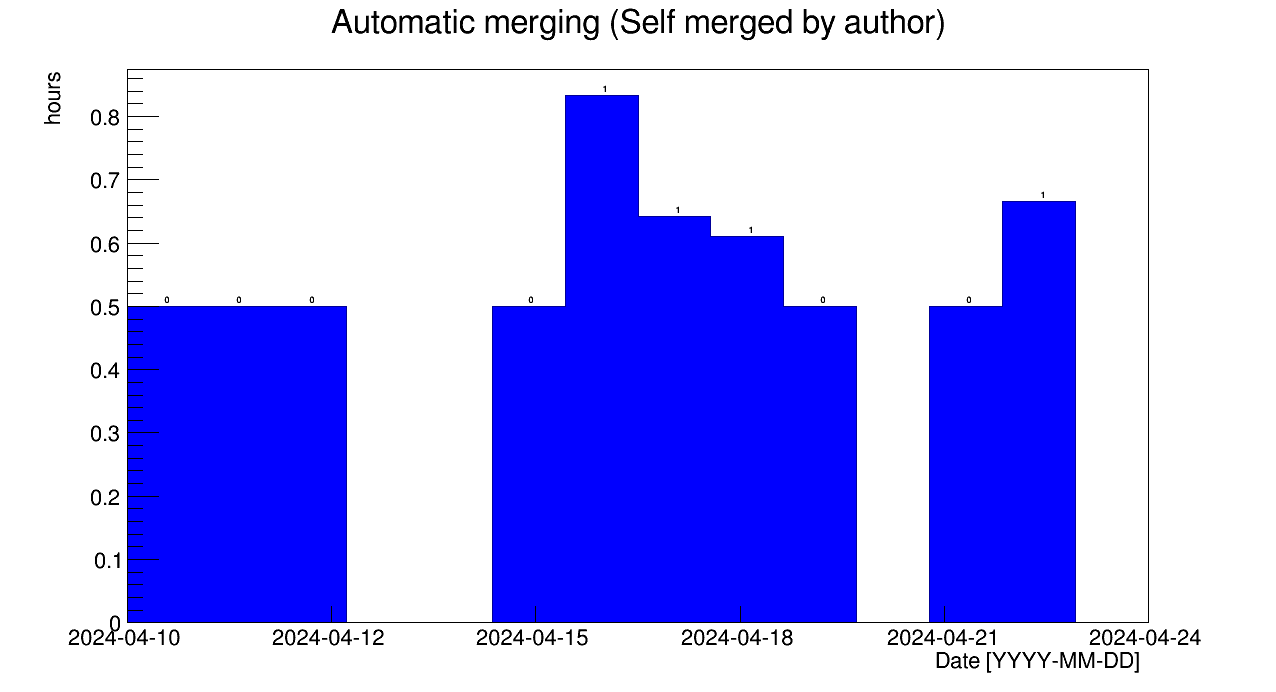 Automatic merging (Self merged by author)
hours
0.8
0.7
0.6
0.5
0.4
0.3
0.2
0.1
0
0 0 0 0 1 1 1 0 0 1
2024-04-10 2024-04-12 2024-04-15 2024-04-18 2024-04-21 2024-04-24
Date [YYYY-MM-DD]